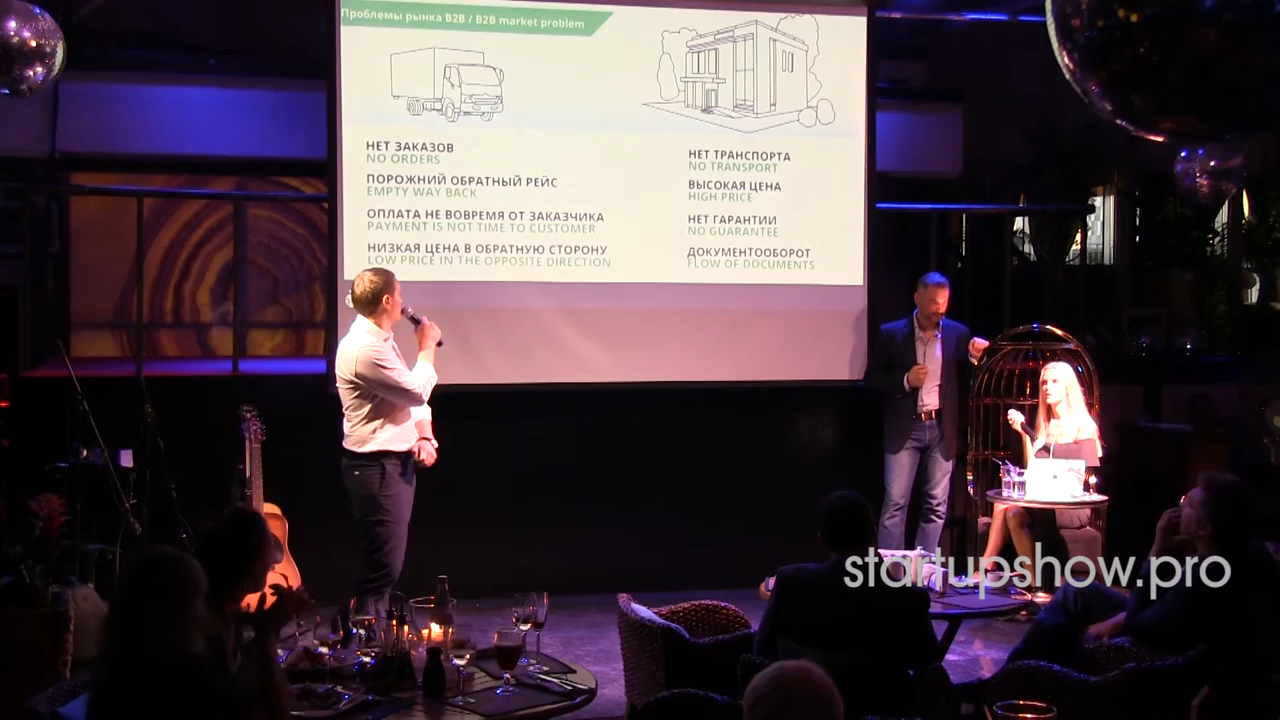 Проблемы рынка B2B / B2B market problem
НЕТ ЗАКАЗОВ
NO ORDERS
ПОРОЖНИЙ ОБРАТНЫЙ РЕЙС
EMPTY WAY BACK
ОПЛАТА НЕ ВОВРЕМЯ ОТ ЗАКАЗЧИКА
PAYMENT IS NOT TIME TO CUSTOMER
НИЗКАЯ ЦЕНА В ОБРАТНУЮ СТОРОНУ
LOW PRICE IN THE OPPOSITE DIRECTION
НЕТ ТРАНСПОРТА
NO TRANSPORT
ВЫСОКАЯ ЦЕНА
HIGH PRICE
НЕТ ГАРАНТИИ
NO GUARANTEE
ДОКУМЕНТООБОРОТ
FLOW OF DOCUMENTS
startupshow.pro